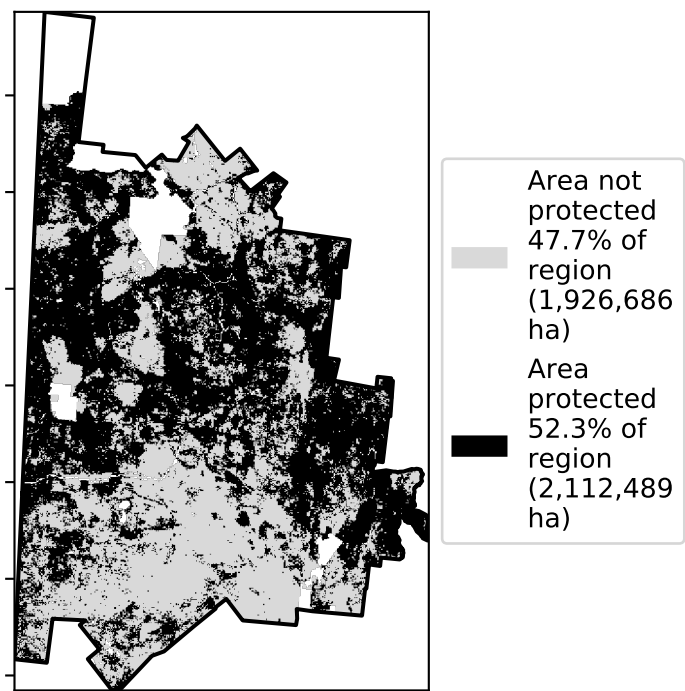 Area not
protected
47.7% of
region
(1,926,686
ha)
Area
protected
52.3% of
region
(2,112,489
ha)